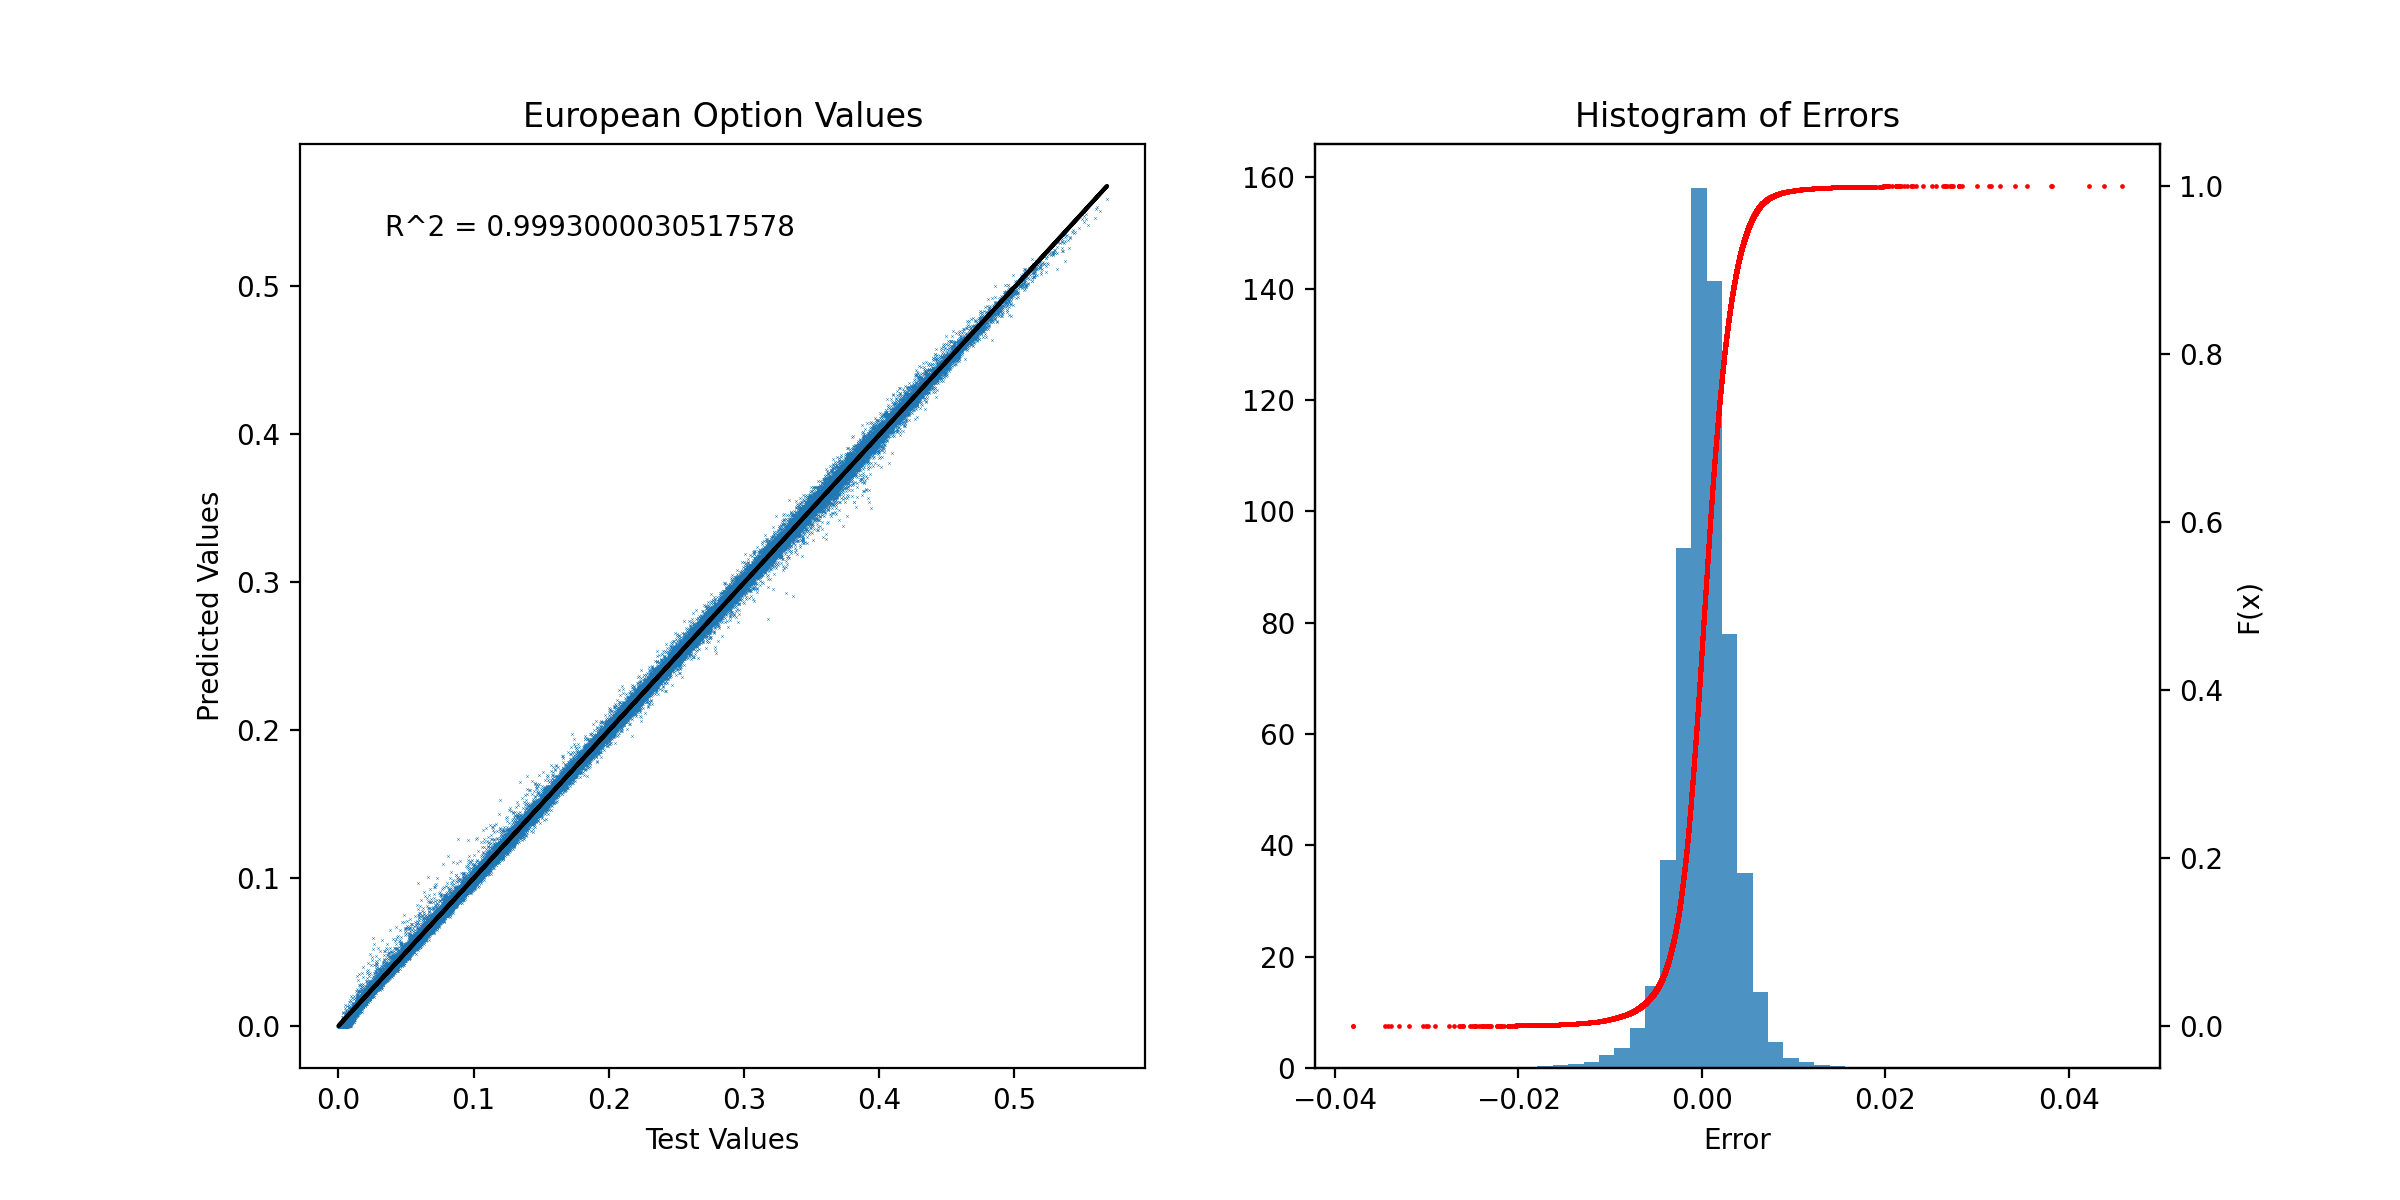 European Option Values
R^2 = 0.9993000030517578
0.5
0.4
0.3
0.2
0.1
0.0
Predicted Values
0.0 0.1 0.2 0.3 0.4 0.5
Test Values
Histogram of Errors
160
140
120
100
80
60
40
20
0
1.0
0.8
0.6
0.4
0.2
0.0
F(x)
−0.04 −0.02 0.00 0.02 0.04
Error